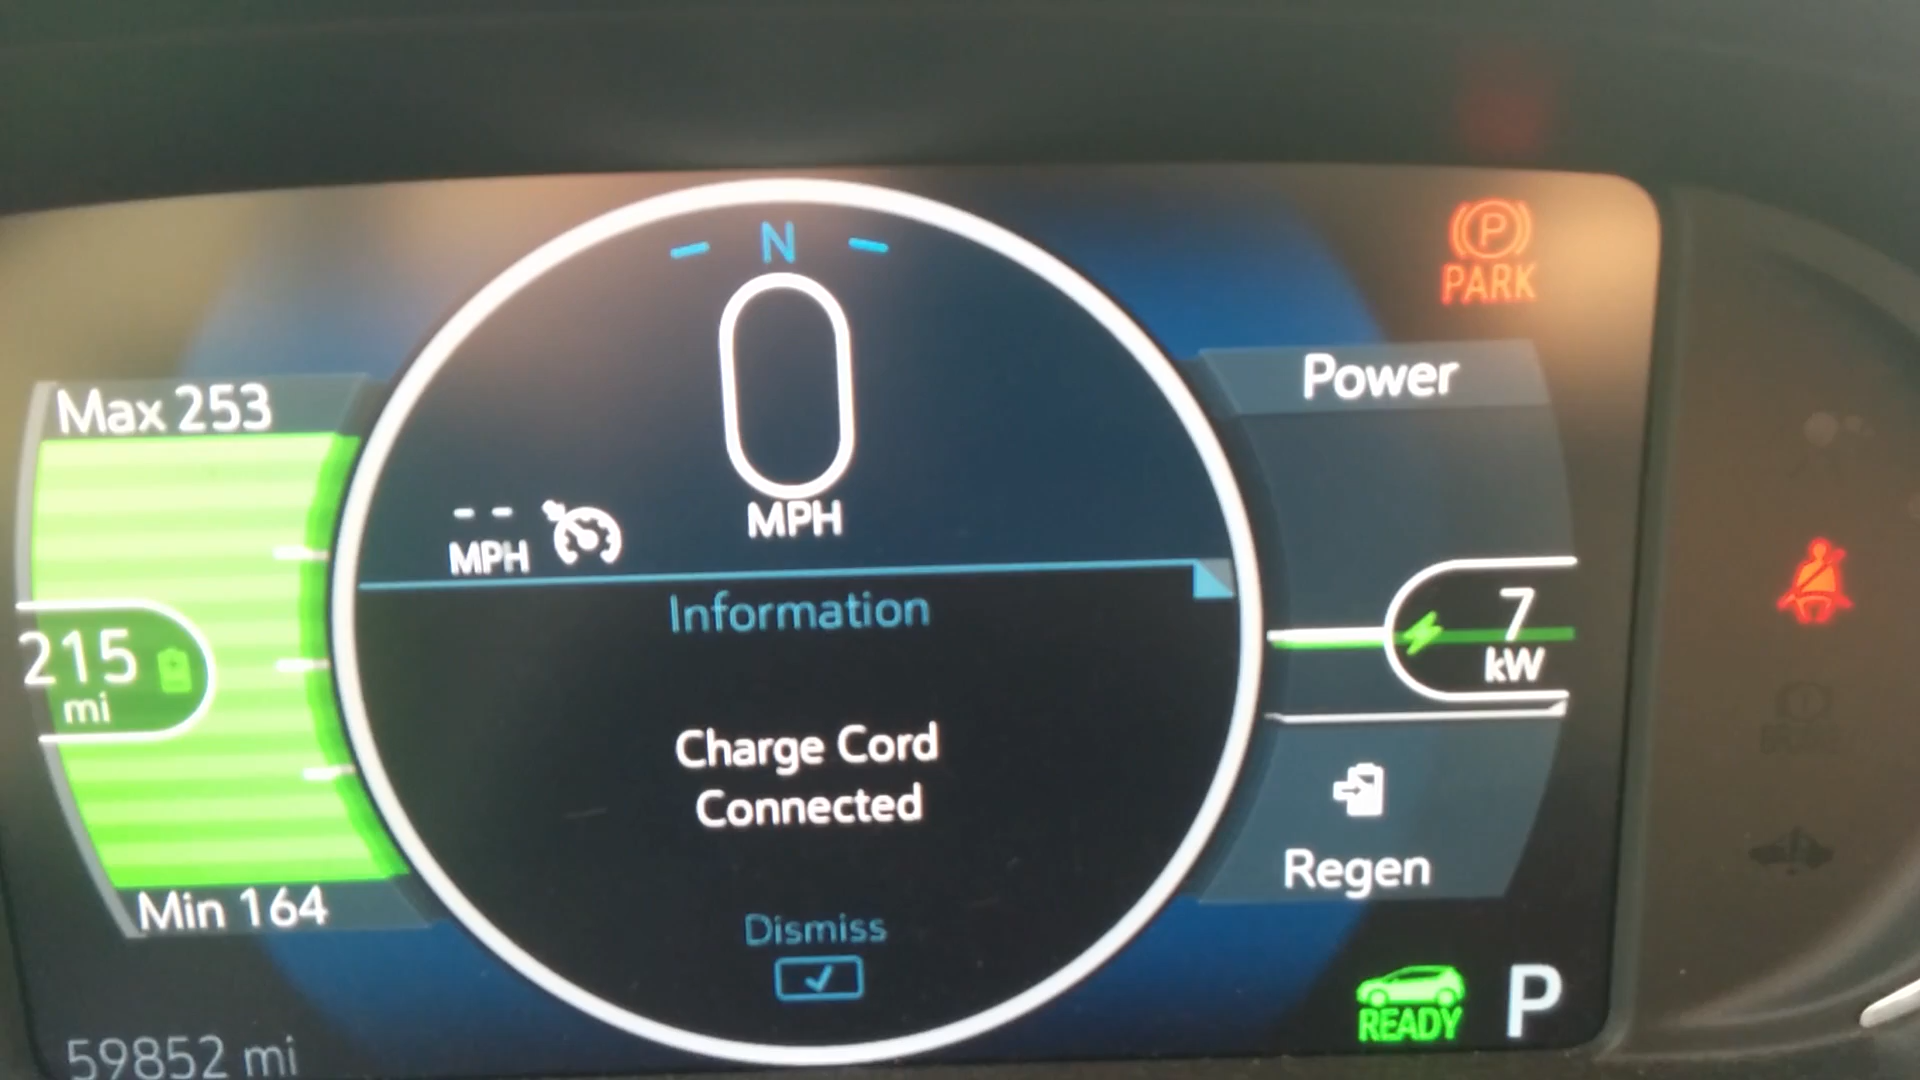 N
0
MPH
P
PARK
Max 253
Power
- -
MPH
Information
215
mi
7
kW
Charge Cord
Connected
Regen
Min 164
Dismiss
READY
P
59852 mi